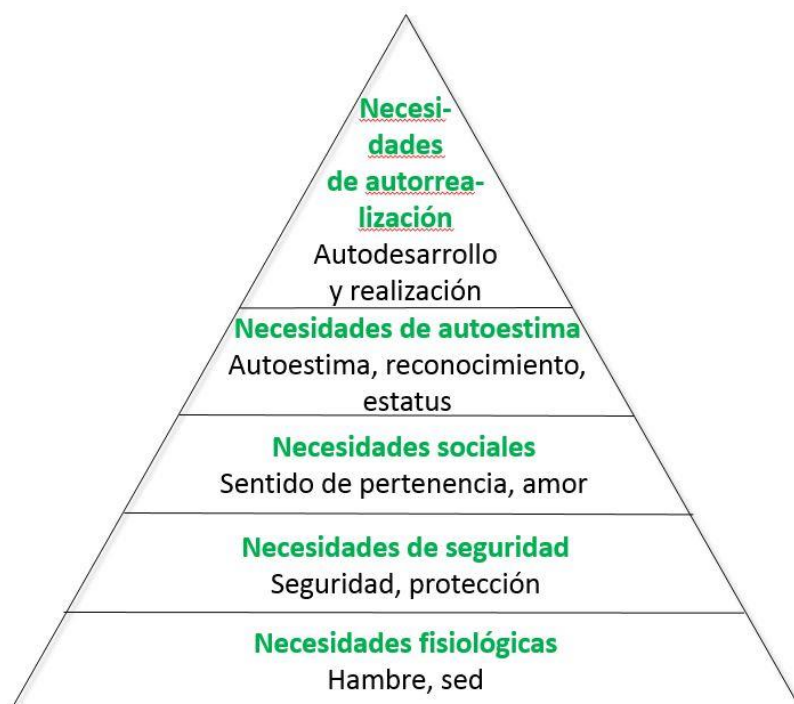 Necesi-
dades
de autorrea-
lización
Autodesarrollo
y realización
Necesidades de autoestima
Autoestima, reconocimiento,
estatus
Necesidades sociales
Sentido de pertenencia, amor
Necesidades de seguridad
Seguridad, protección
Necesidades fisiológicas
Hambre, sed